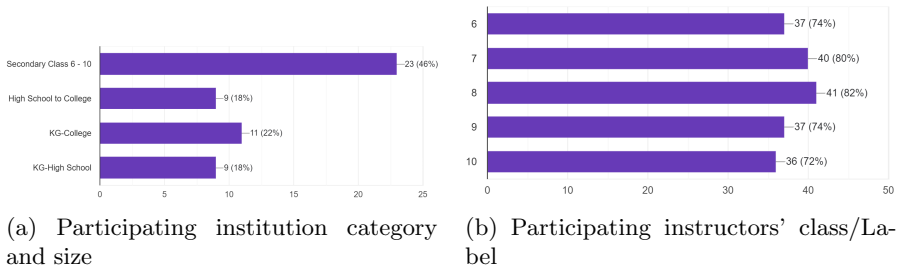 Secondary Class 6 - 10
23 (46%)
High School to College
9 (18%)
KG-College
11 (22%)
KG-High School
9 (18%)
0 5 10 15 20 25
(a) Participating institution category
and size
6
37 (74%)
7
40 (80%)
8
41 (82%)
9
37 (74%)
10
36 (72%)
0 10 20 30 40 50
(b) Participating instructors' class/La-
bel